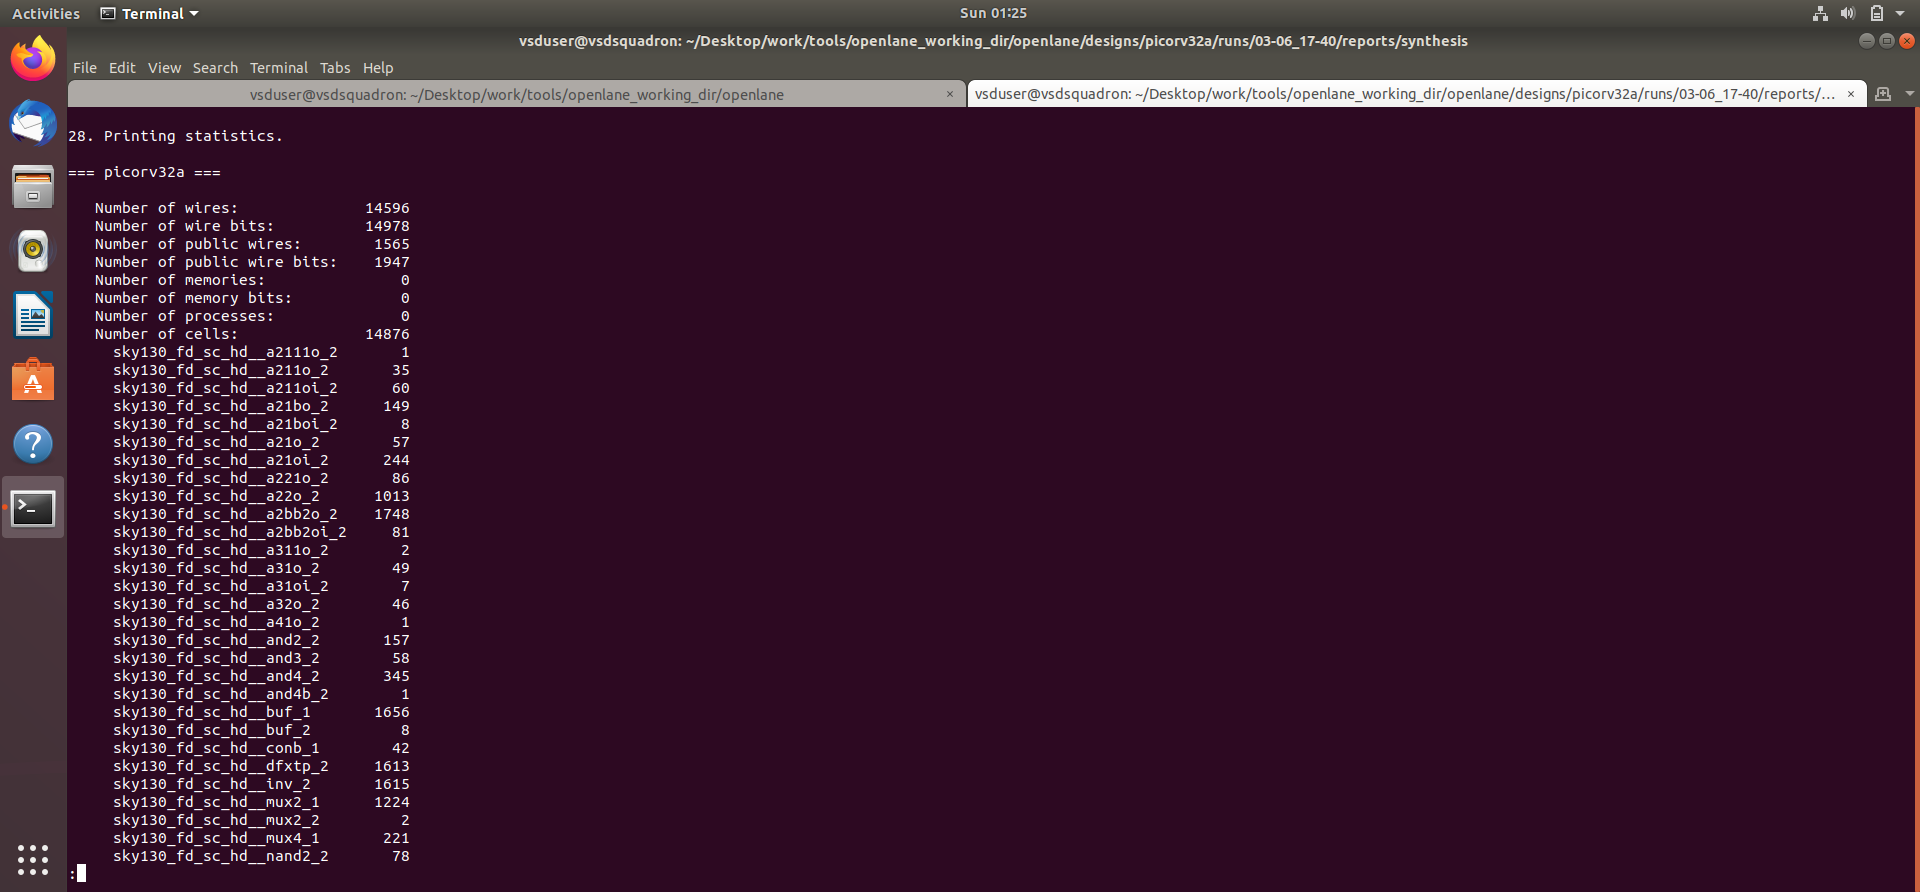 Activities Terminal Sun 01:25
vsduser@vsdsquadron: ~/Desktop/work/tools/openlane_working_dir/openlane/designs/picorv32a/runs/03-06_17-40/reports/synthesis
File Edit View Search Terminal Tabs Help
vsduser@vsdsquadron: ~/Desktop/work/tools/openlane_working_dir/openlane × vsduser@vsdsquadron: ~/Desktop/work/tools/openlane_working_dir/openlane/designs/picorv32a/runs/03-06_17-40/reports/... ×
28. Printing statistics.
=== picorv32a ===
Number of wires: 14596
Number of wire bits: 14978
Number of public wires: 1565
Number of public wire bits: 1947
Number of memories: 0
Number of memory bits: 0
Number of processes: 0
Number of cells: 14876
sky130_fd_sc_hd__a2111o_2 1
sky130_fd_sc_hd__a211o_2 35
sky130_fd_sc_hd__a211oi_2 60
sky130_fd_sc_hd__a21bo_2 149
sky130_fd_sc_hd__a21boi_2 8
sky130_fd_sc_hd__a21o_2 57
sky130_fd_sc_hd__a21oi_2 244
sky130_fd_sc_hd__a221o_2 86
sky130_fd_sc_hd__a22o_2 1013
sky130_fd_sc_hd__a2bb2o_2 1748
sky130_fd_sc_hd__a2bb2oi_2 81
sky130_fd_sc_hd__a311o_2 2
sky130_fd_sc_hd__a31o_2 49
sky130_fd_sc_hd__a31oi_2 7
sky130_fd_sc_hd__a32o_2 46
sky130_fd_sc_hd__a41o_2 1
sky130_fd_sc_hd__and2_2 157
sky130_fd_sc_hd__and3_2 58
sky130_fd_sc_hd__and4_2 345
sky130_fd_sc_hd__and4b_2 1
sky130_fd_sc_hd__buf_1 1656
sky130_fd_sc_hd__buf_2 8
sky130_fd_sc_hd__conb_1 42
sky130_fd_sc_hd__dfxtp_2 1613
sky130_fd_sc_hd__inv_2 1615
sky130_fd_sc_hd__mux2_1 1224
sky130_fd_sc_hd__mux2_2 2
sky130_fd_sc_hd__mux4_1 221
sky130_fd_sc_hd__nand2_2 78
: